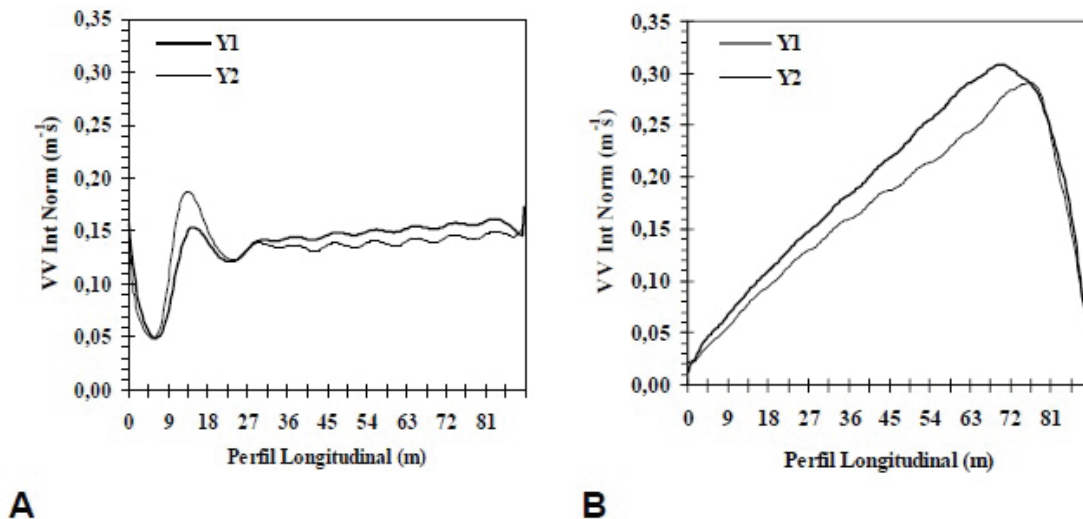 0,35
0,30
0,25
0,20
0,15
0,10
0,05
0,00
VV Int Norm (m⁻¹s)
Y1
Y2
0 9 18 27 36 45 54 63 72 81
Perfil Longitudinal (m)
A
0,35
0,30
0,25
0,20
0,15
0,10
0,05
0,00
VV Int Norm (m⁻¹s)
Y1
Y2
0 9 18 27 36 45 54 63 72 81
Perfil Longitudinal (m)
B